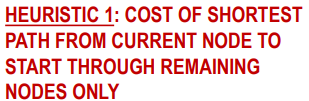 HEURISTIC 1: COST OF SHORTEST
PATH FROM CURRENT NODE TO
START THROUGH REMAINING
NODES ONLY